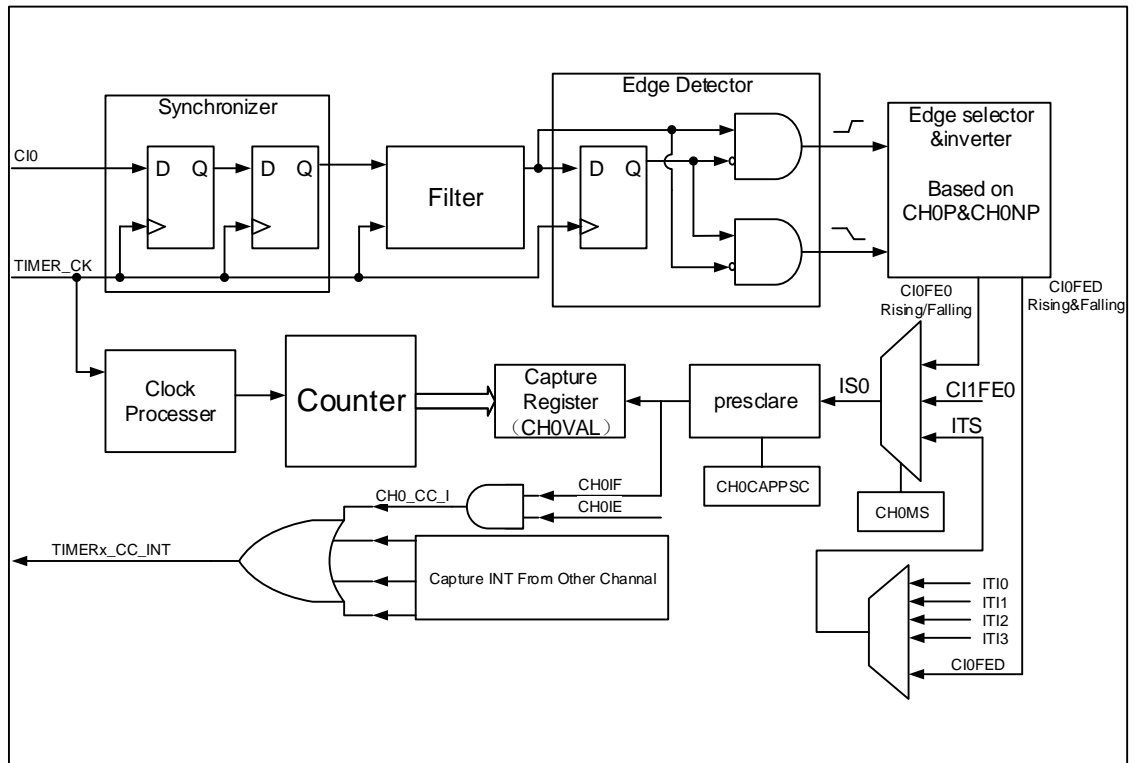 Synchronizer
Edge Detector
Edge selector
&inverter
Based on
CH0P&CH0NP
CI0
D Q
D Q
Filter
D Q
TIMER_CK
CI0FE0
Rising/Falling
CI0FED
Rising&Falling
Clock
Processer
Counter
Capture
Register
（CH0VAL）
presclare
IS0
CI1FE0
ITS
CH0CAPPSC
CH0MS
CH0IF
CH0_CC_I
CH0IE
TIMERx_CC_INT
Capture INT From Other Channal
ITI0
ITI1
ITI2
ITI3
CI0FED